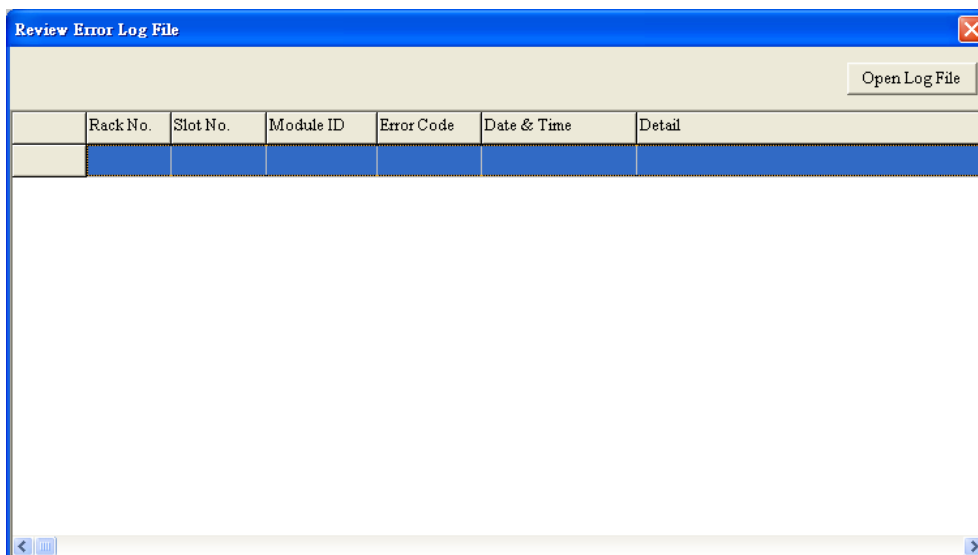 Review Error Log File
Open Log File
Rack No. Slot No. Module ID Error Code Date & Time Detail